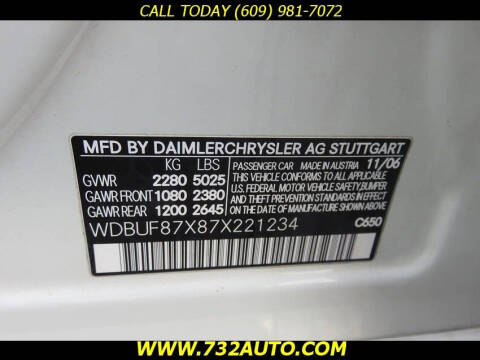 CALL TODAY (609) 981-7072
MFD BY DAIMLERCHRYSLER AG STUTTGART
KG LBS PASSENGER CAR MADE IN AUSTRIA 11/06
GVWR 2280 5025 THIS VEHICLE CONFORMS TO ALL APPLICABLE
GAWR FRONT 1080 2380 U.S. FEDERAL MOTOR VEHICLE SAFETY,BUMPER,
GAWR REAR 1200 2645 AND THEFT PREVENTION STANDARDS IN EFFECT
ON THE DATE OF MANUFACTURE SHOWN ABOVE.
WDBUF87X87X221234 C650
WWW.732AUTO.COM